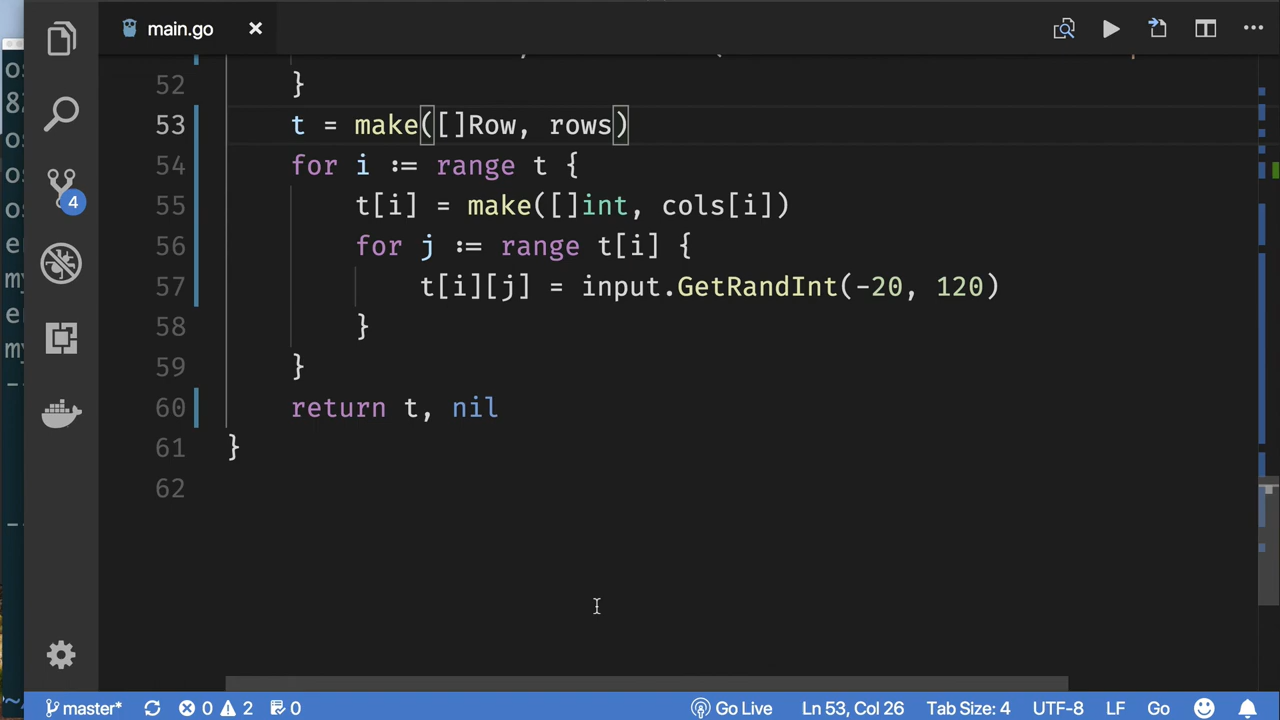 main.go
52 }
53 t = make([]Row, rows)
54 for i := range t {
55 t[i] = make([]int, cols[i])
56 for j := range t[i] {
57 t[i][j] = input.GetRandInt(-20, 120)
58 }
59 }
60 return t, nil
61 }
62
4
master* 0 2 0 Go Live Ln 53, Col 26 Tab Size: 4 UTF-8 LF Go